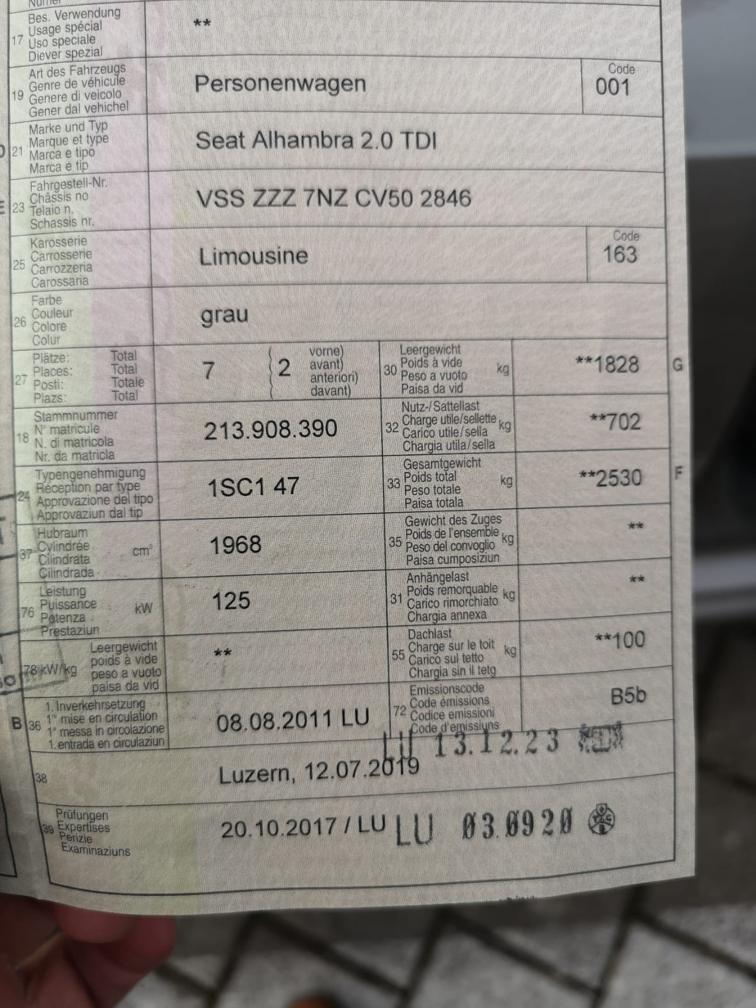 Numer
17 Bes. Verwendung
Usage spécial
Uso speciale
Diever spezial
**
19 Art des Fahrzeugs
Genre de véhicule
Genere di veicolo
Gener dal vehichel
Personenwagen
Code
001
21 Marke und Typ
Marque et type
Marca e tipo
Marca e tip
Seat Alhambra 2.0 TDI
23 Fahrgestell-Nr.
Châssis no
Telaio n.
Schassis nr.
VSS ZZZ 7NZ CV50 2846
25 Karosserie
Carrosserie
Carrozzeria
Carossaria
Limousine
Code
163
26 Farbe
Couleur
Colore
Colur
grau
27 Plätze: Total
Places: Total
Posti: Totale
Plazs: Total
7 ( 2 vorne)
avant)
anteriori)
davant)
30 Leergewicht
Poids à vide
Peso a vuoto
Paisa da vid
kg
**1828 G
18 Stammnummer
N° matricule
N. di matricola
Nr. da matricla
213.908.390
32 Nutz-/Sattellast
Charge utile/sellette
Carico utile/sella
Chargia utila/sella
kg
**702
24 Typengenehmigung
Réception par type
Approvazione del tipo
Approvaziun dal tip
1SC1 47
33 Gesamtgewicht
Poids total
Peso totale
Paisa totala
kg
**2530 F
37 Hubraum
Cylindrée
Cilindrata
Cilindrada
cm³
1968
35 Gewicht des Zuges
Poids de l'ensemble
Peso del convoglio
Paisa cumposiziun
kg
**
76 Leistung
Puissance
Potenza
Prestaziun
kW
125
31 Anhängelast
Poids remorquable
Carico rimorchiato
Chargia annexa
kg
**
78 kW/kg Leergewicht
poids à vide
peso a vuoto
paisa da vid
**
55 Dachlast
Charge sur le toit
Carico sul tetto
Chargia sin il tetg
kg
**100
B 36 1. Inverkehrsetzung
1re mise en circulation
1a messa in circolazione
1. entrada en circulaziun
08.08.2011 LU
72 Emissionscode
Code émissions
Codice emissioni
Code d'emissiuns
B5b
LU 13.12.23
38
Luzern, 12.07.2019
39 Prüfungen
Expertises
Perizie
Examinaziuns
20.10.2017 / LU LU 03.0920